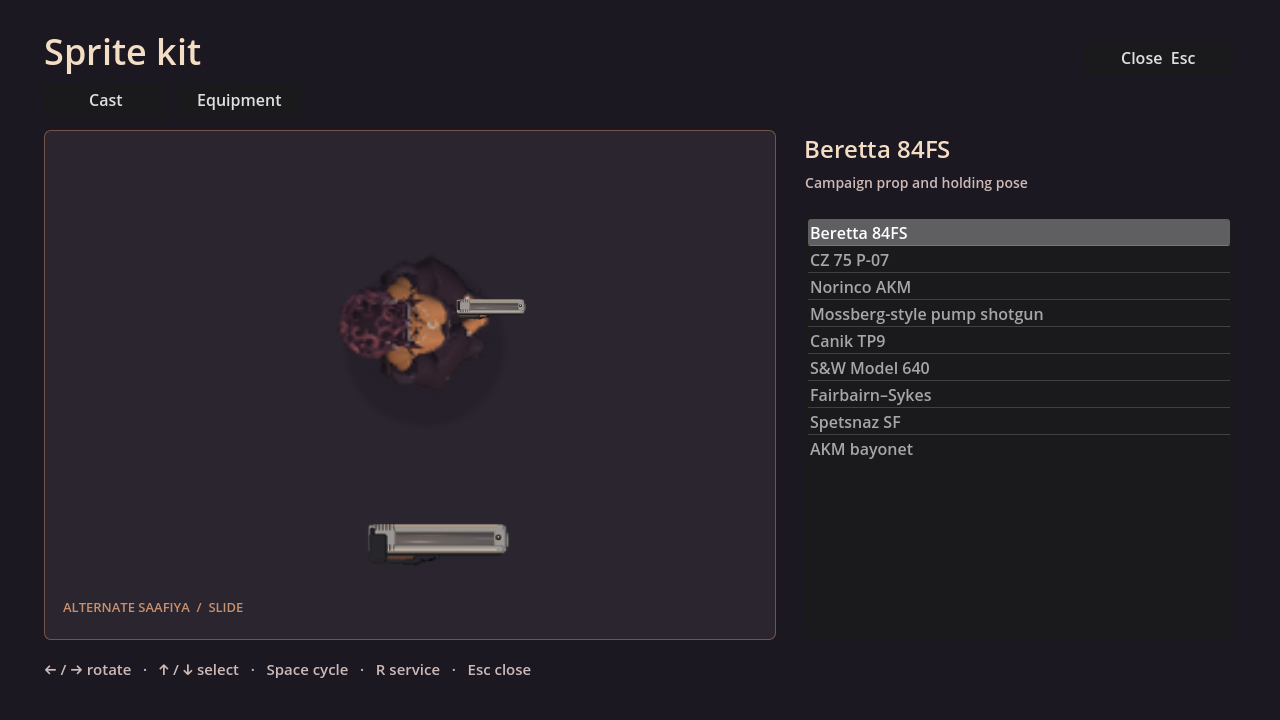 Sprite kit
Close Esc
Cast
Equipment
Beretta 84FS
Campaign prop and holding pose
Beretta 84FS
CZ 75 P-07
Norinco AKM
Mossberg-style pump shotgun
Canik TP9
S&W Model 640
Fairbairn–Sykes
Spetsnaz SF
AKM bayonet
ALTERNATE SAAFIYA / SLIDE
← / → rotate · ↑ / ↓ select · Space cycle · R service · Esc close